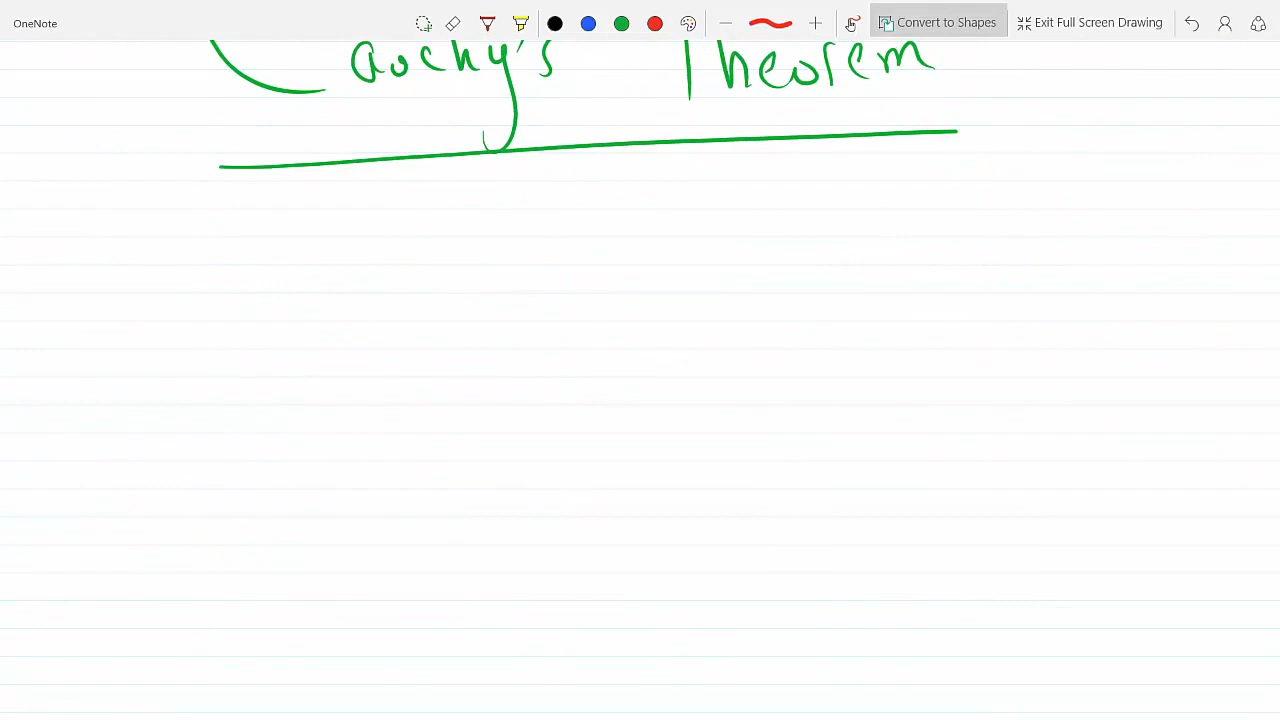 OneNote
Convert to Shapes
Exit Full Screen Drawing
Cauchy's Theorem